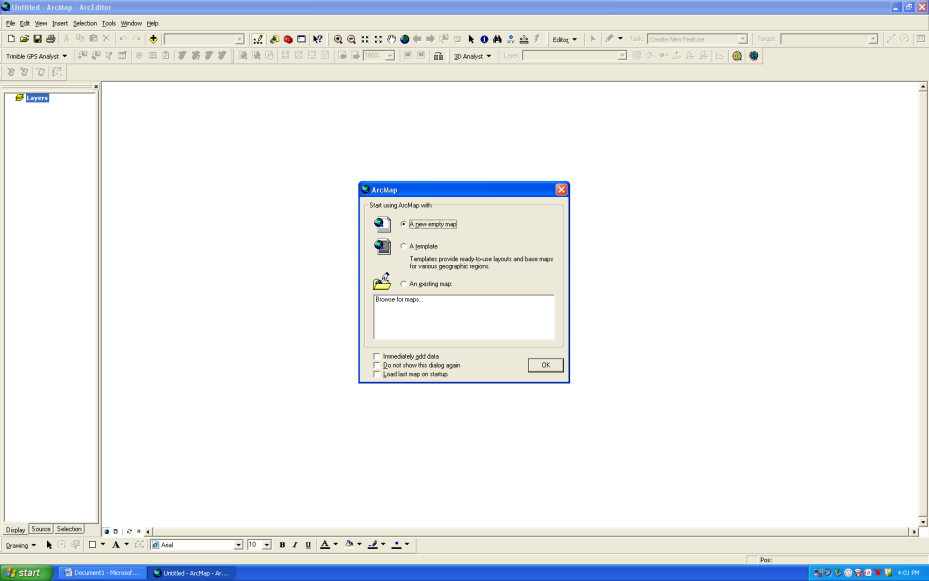 Untitled - ArcMap - ArcEditor
File Edit View Insert Selection Tools Window Help
Editor Task: Create New Feature Target:
Trimble GPS Analyst 100% 3D Analyst Layer:
Layers
ArcMap
Start using ArcMap with
A new empty map
A template
Templates provide ready-to-use layouts and base maps
for various geographic regions.
An existing map:
Browse for maps...
Immediately add data
Do not show this dialog again
Load last map on startup
OK
Display Source Selection
Drawing A Arial 10 B I U A
Pos:
start Document1 - Microsof... Untitled - ArcMap - Ar... 4:01 PM